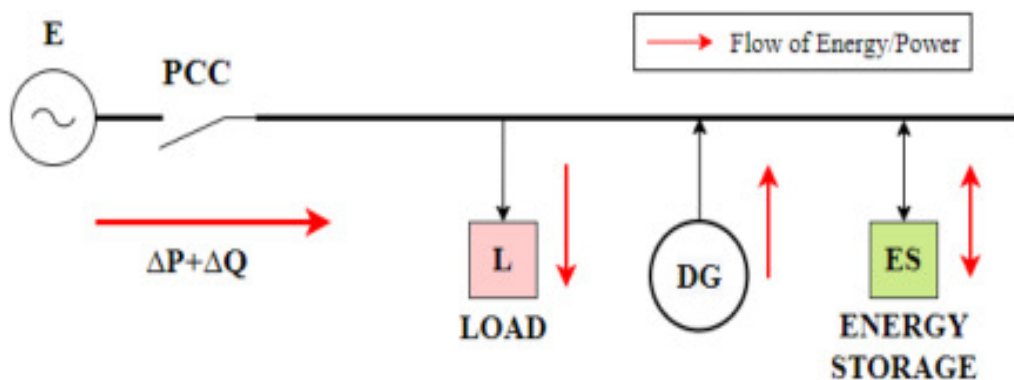 E
PCC
Flow of Energy/Power
ΔP+ΔQ
L
LOAD
DG
ES
ENERGY
STORAGE